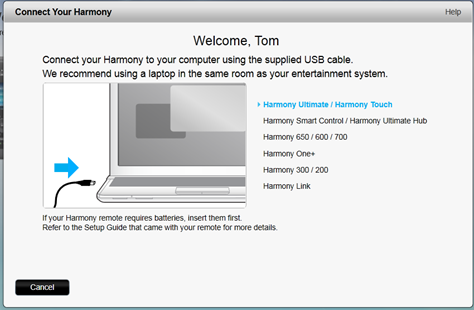 Connect Your Harmony
Help
Welcome, Tom
Connect your Harmony to your computer using the supplied USB cable.
We recommend using a laptop in the same room as your entertainment system.
Harmony Ultimate / Harmony Touch
Harmony Smart Control / Harmony Ultimate Hub
Harmony 650 / 600 / 700
Harmony One+
Harmony 300 / 200
Harmony Link
If your Harmony remote requires batteries, insert them first.
Refer to the Setup Guide that came with your remote for more details.
Cancel